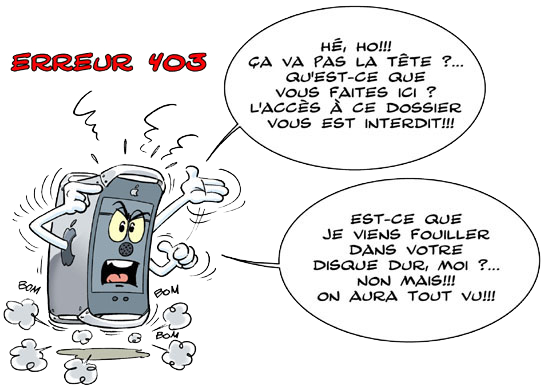 ERREUR 403
HÉ, HO!!!
ÇA VA PAS LA TÊTE ?...
QU'EST-CE QUE
VOUS FAITES ICI ?
L'ACCÈS À CE DOSSIER
VOUS EST INTERDIT!!!
EST-CE QUE
JE VIENS FOUILLER
DANS VOTRE
DISQUE DUR, MOI ?...
NON MAIS!!!
ON AURA TOUT VU!!!
BOM
BOM
BOM